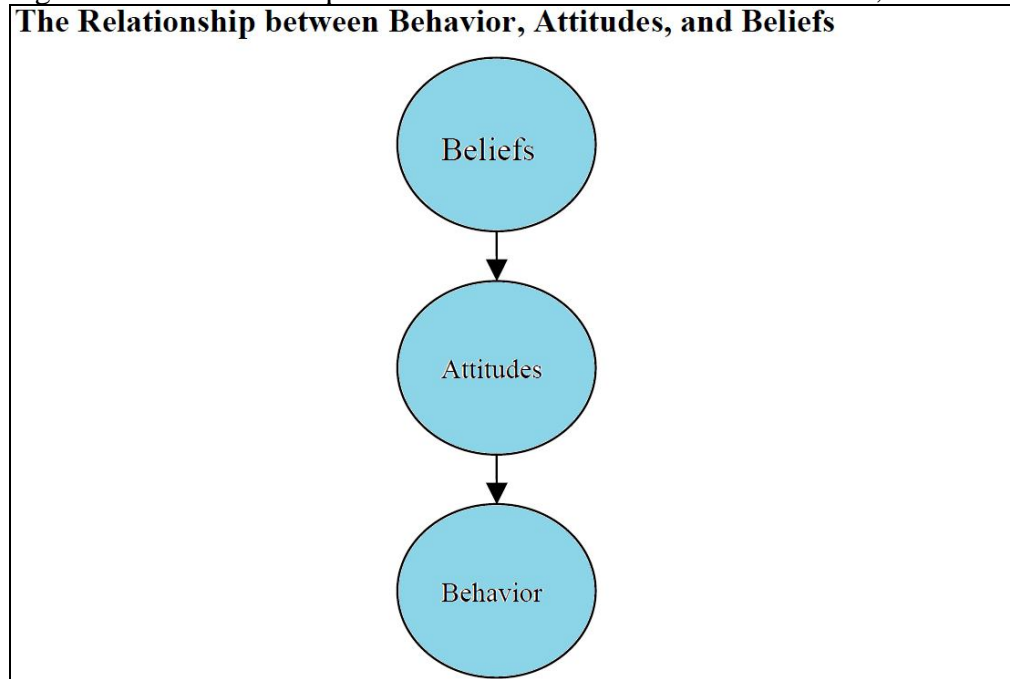 The Relationship between Behavior, Attitudes, and Beliefs
Beliefs
Attitudes
Behavior